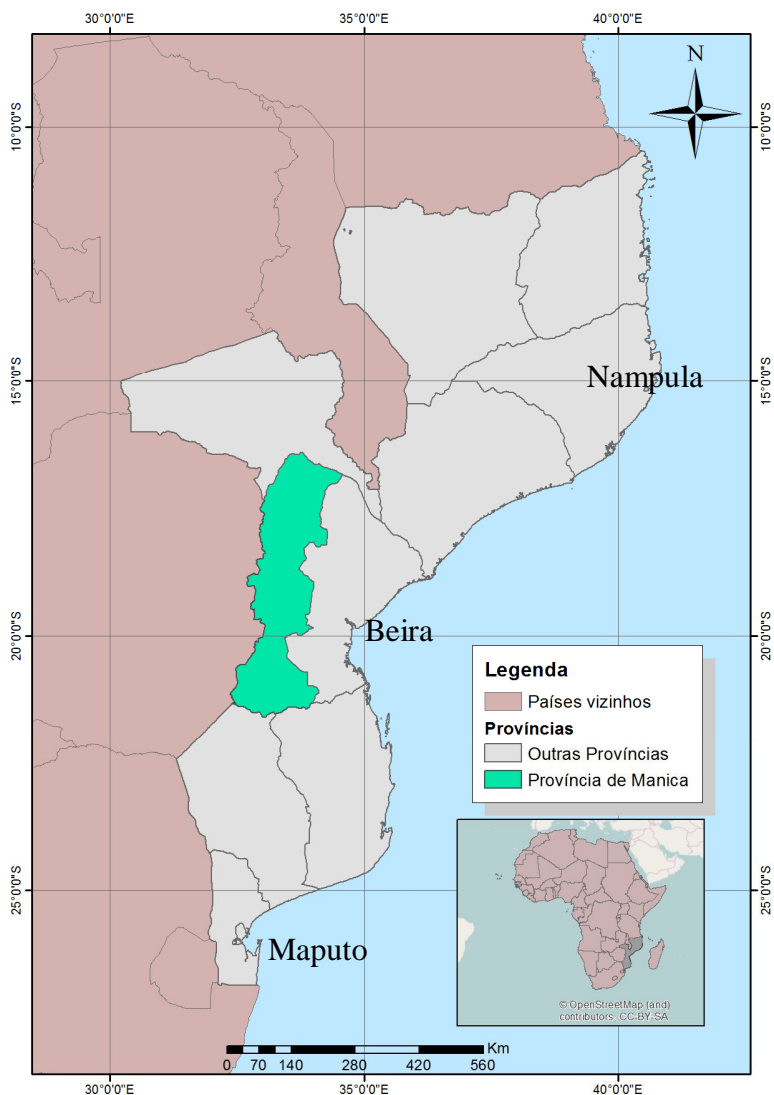 30°0'0"E 35°0'0"E 40°0'0"E
N
10°0'0"S 10°0'0"S
Nampula
15°0'0"S 15°0'0"S
Beira
20°0'0"S 20°0'0"S
Legenda
Países vizinhos
Províncias
Outras Províncias
Província de Manica
25°0'0"S 25°0'0"S
Maputo
© OpenStreetMap (and)
contributors, CC-BY-SA
Km
0 70 140 280 420 560
30°0'0"E 35°0'0"E 40°0'0"E